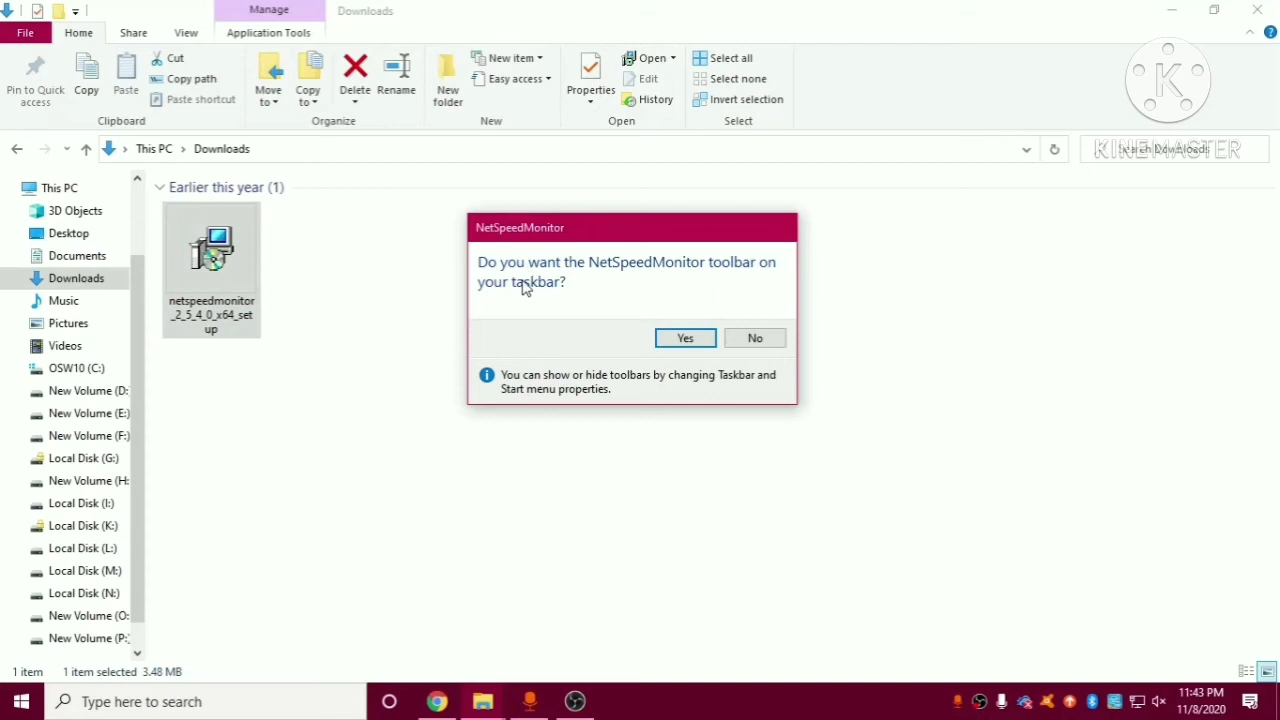 Manage
Downloads
File
Home
Share
View
Application Tools
Pin to Quick
access
Copy
Paste
Cut
Copy path
Paste shortcut
Clipboard
Move
to
Copy
to
Delete
Rename
Organize
New
folder
New item
Easy access
New
Properties
Open
Edit
History
Open
Select all
Select none
Invert selection
Select
K
KINEMASTER
This PC
Downloads
Search Downloads
This PC
3D Objects
Desktop
Documents
Downloads
Music
Pictures
Videos
OSW10 (C:)
New Volume (D:
New Volume (E:)
New Volume (F:)
Local Disk (G:)
New Volume (H:
Local Disk (I:)
Local Disk (K:)
Local Disk (L:)
Local Disk (M:)
Local Disk (N:)
New Volume (O:
New Volume (P:
Earlier this year (1)
netspeedmonitor
_2_5_4_0_x64_set
up
NetSpeedMonitor
Do you want the NetSpeedMonitor toolbar on
your taskbar?
Yes
No
You can show or hide toolbars by changing Taskbar and
Start menu properties.
1 item
1 item selected 3.48 MB
Type here to search
11:43 PM
11/8/2020